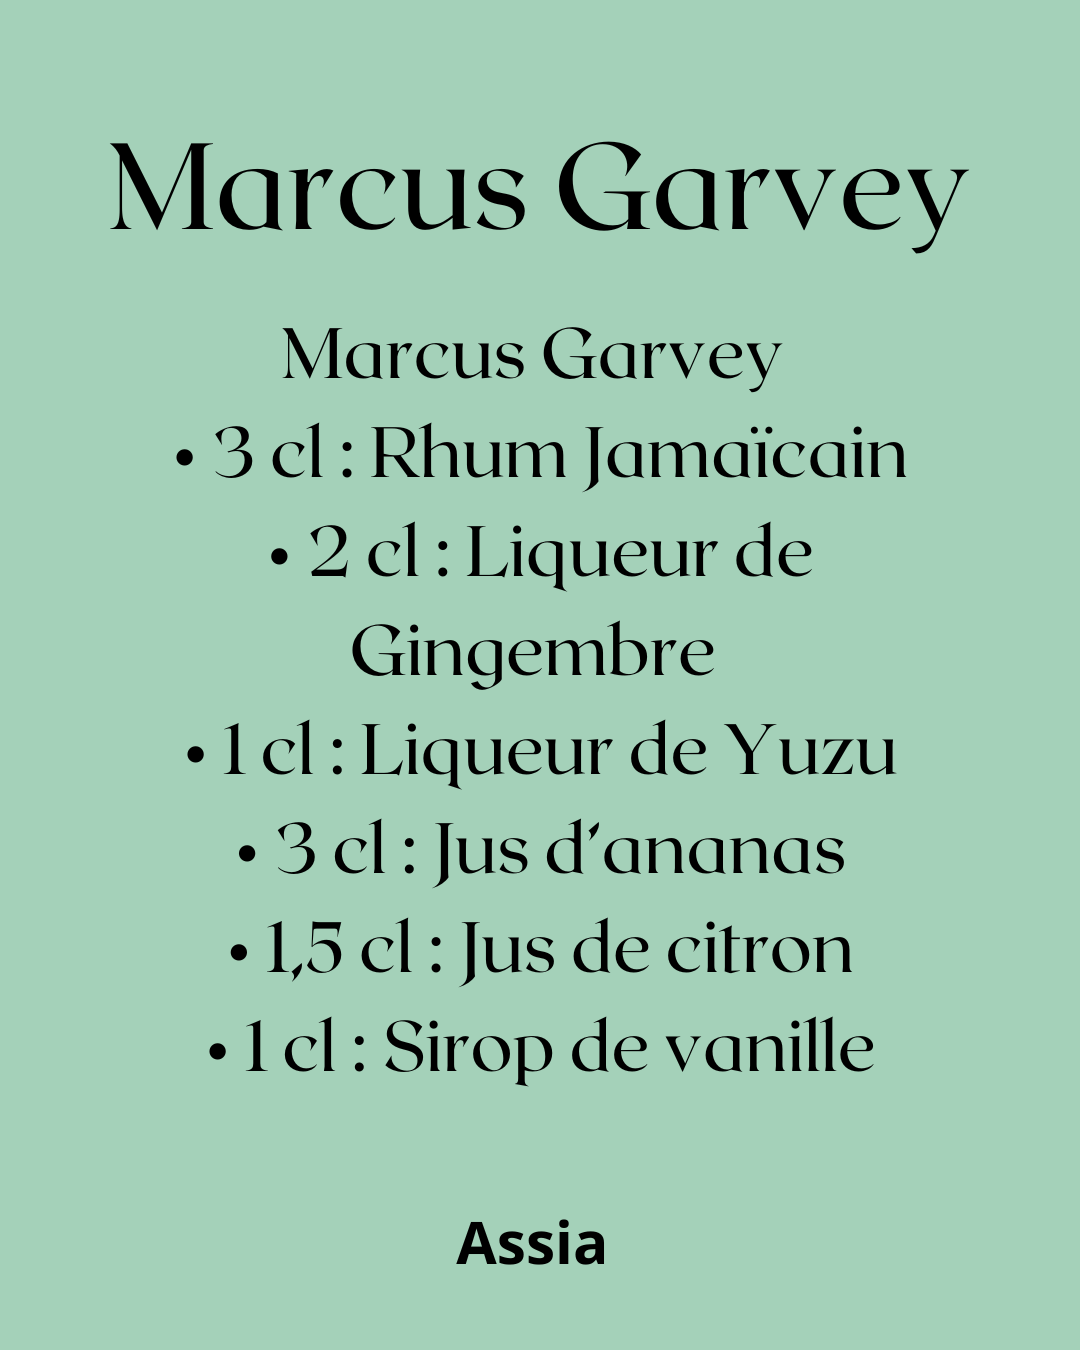 Marcus Garvey
Marcus Garvey
• 3 cl : Rhum Jamaïcain
• 2 cl : Liqueur de
Gingembre
• 1 cl : Liqueur de Yuzu
• 3 cl : Jus d’ananas
• 1,5 cl : Jus de citron
• 1 cl : Sirop de vanille
Assia